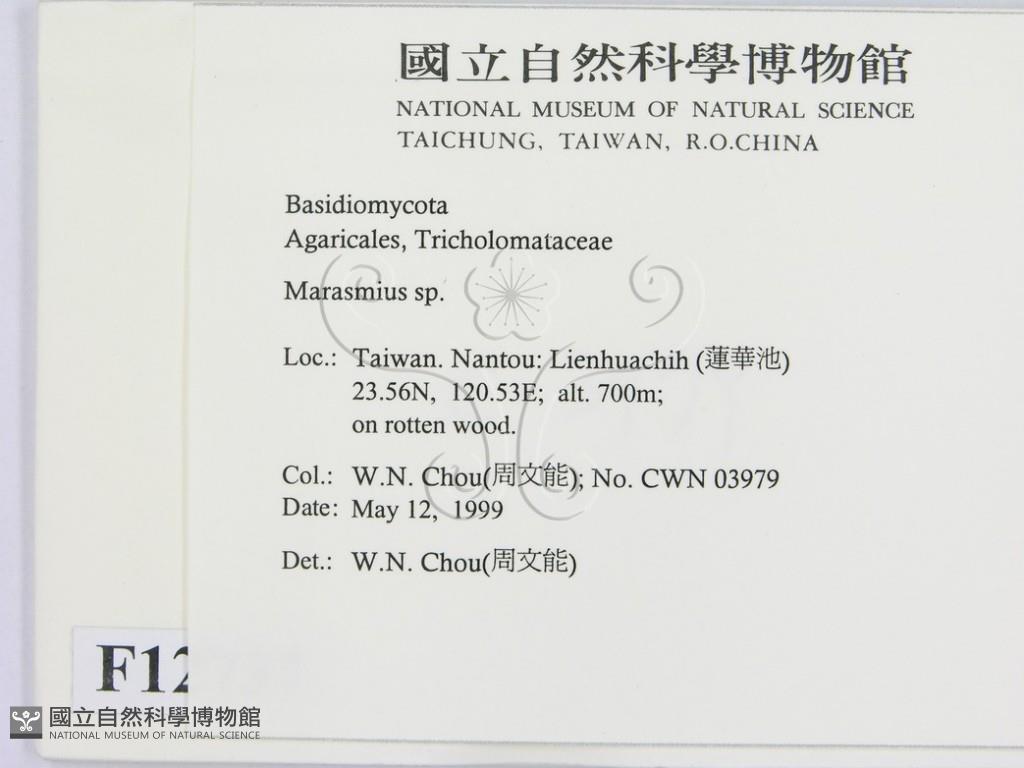 國立自然科學博物館
NATIONAL MUSEUM OF NATURAL SCIENCE
TAICHUNG, TAIWAN, R.O.CHINA
Basidiomycota
Agaricales, Tricholomataceae
Marasmius sp.
Loc.: Taiwan. Nantou: Lienhuachih (蓮華池)
23.56N, 120.53E; alt. 700m;
on rotten wood.
Col.: W.N. Chou(周文能); No. CWN 03979
Date: May 12, 1999
Det.: W.N. Chou(周文能)
F12
國立自然科學博物館
NATIONAL MUSEUM OF NATURAL SCIENCE